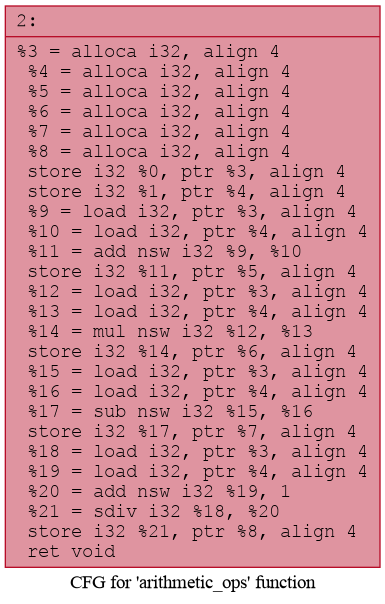 2:
%3 = alloca i32, align 4
%4 = alloca i32, align 4
%5 = alloca i32, align 4
%6 = alloca i32, align 4
%7 = alloca i32, align 4
%8 = alloca i32, align 4
store i32 %0, ptr %3, align 4
store i32 %1, ptr %4, align 4
%9 = load i32, ptr %3, align 4
%10 = load i32, ptr %4, align 4
%11 = add nsw i32 %9, %10
store i32 %11, ptr %5, align 4
%12 = load i32, ptr %3, align 4
%13 = load i32, ptr %4, align 4
%14 = mul nsw i32 %12, %13
store i32 %14, ptr %6, align 4
%15 = load i32, ptr %3, align 4
%16 = load i32, ptr %4, align 4
%17 = sub nsw i32 %15, %16
store i32 %17, ptr %7, align 4
%18 = load i32, ptr %3, align 4
%19 = load i32, ptr %4, align 4
%20 = add nsw i32 %19, 1
%21 = sdiv i32 %18, %20
store i32 %21, ptr %8, align 4
ret void
CFG for 'arithmetic_ops' function